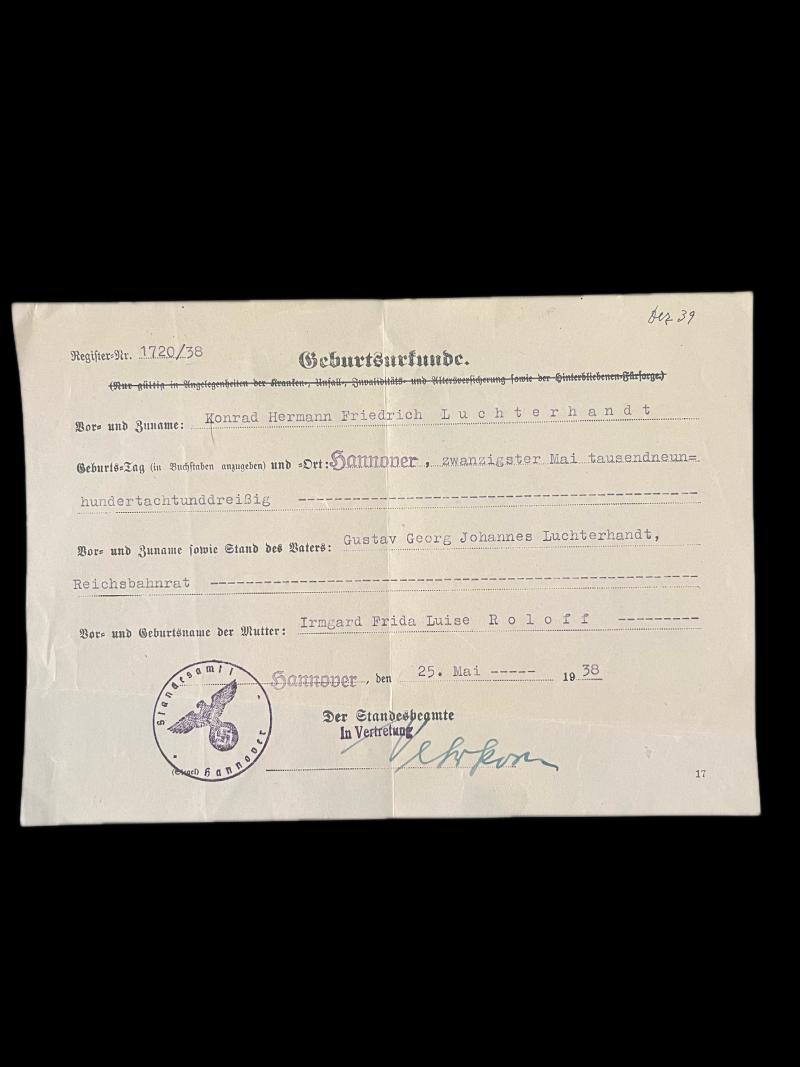 Dez 39
Register-Nr. 1720/38
Geburtsurkunde.
(Nur gültig in Angelegenheiten der Kranken-, Unfall-, Invaliditäts- und Altersversicherung sowie der Hinterbliebenen-Fürsorge.)
Vor- und Zuname: Konrad Hermann Friedrich L u c h t e r h a n d t
Geburts-Tag (in Buchstaben anzugeben) und -Ort: Hannover, zwanzigster Mai tausendneun=
hundertachtunddreißig ---------------------------------------------
Vor- und Zuname sowie Stand des Vaters: Gustav Georg Johannes Luchterhandt,
Reichsbahnrat -------------------------------------------------------
Vor- und Geburtsname der Mutter: Irmgard Frida Luise R o l o f f ---------
Hannover, den 25. Mai ----- 1938
Standesamt I
Hannover
(Siegel)
Der Standesbeamte
In Vertretung
17